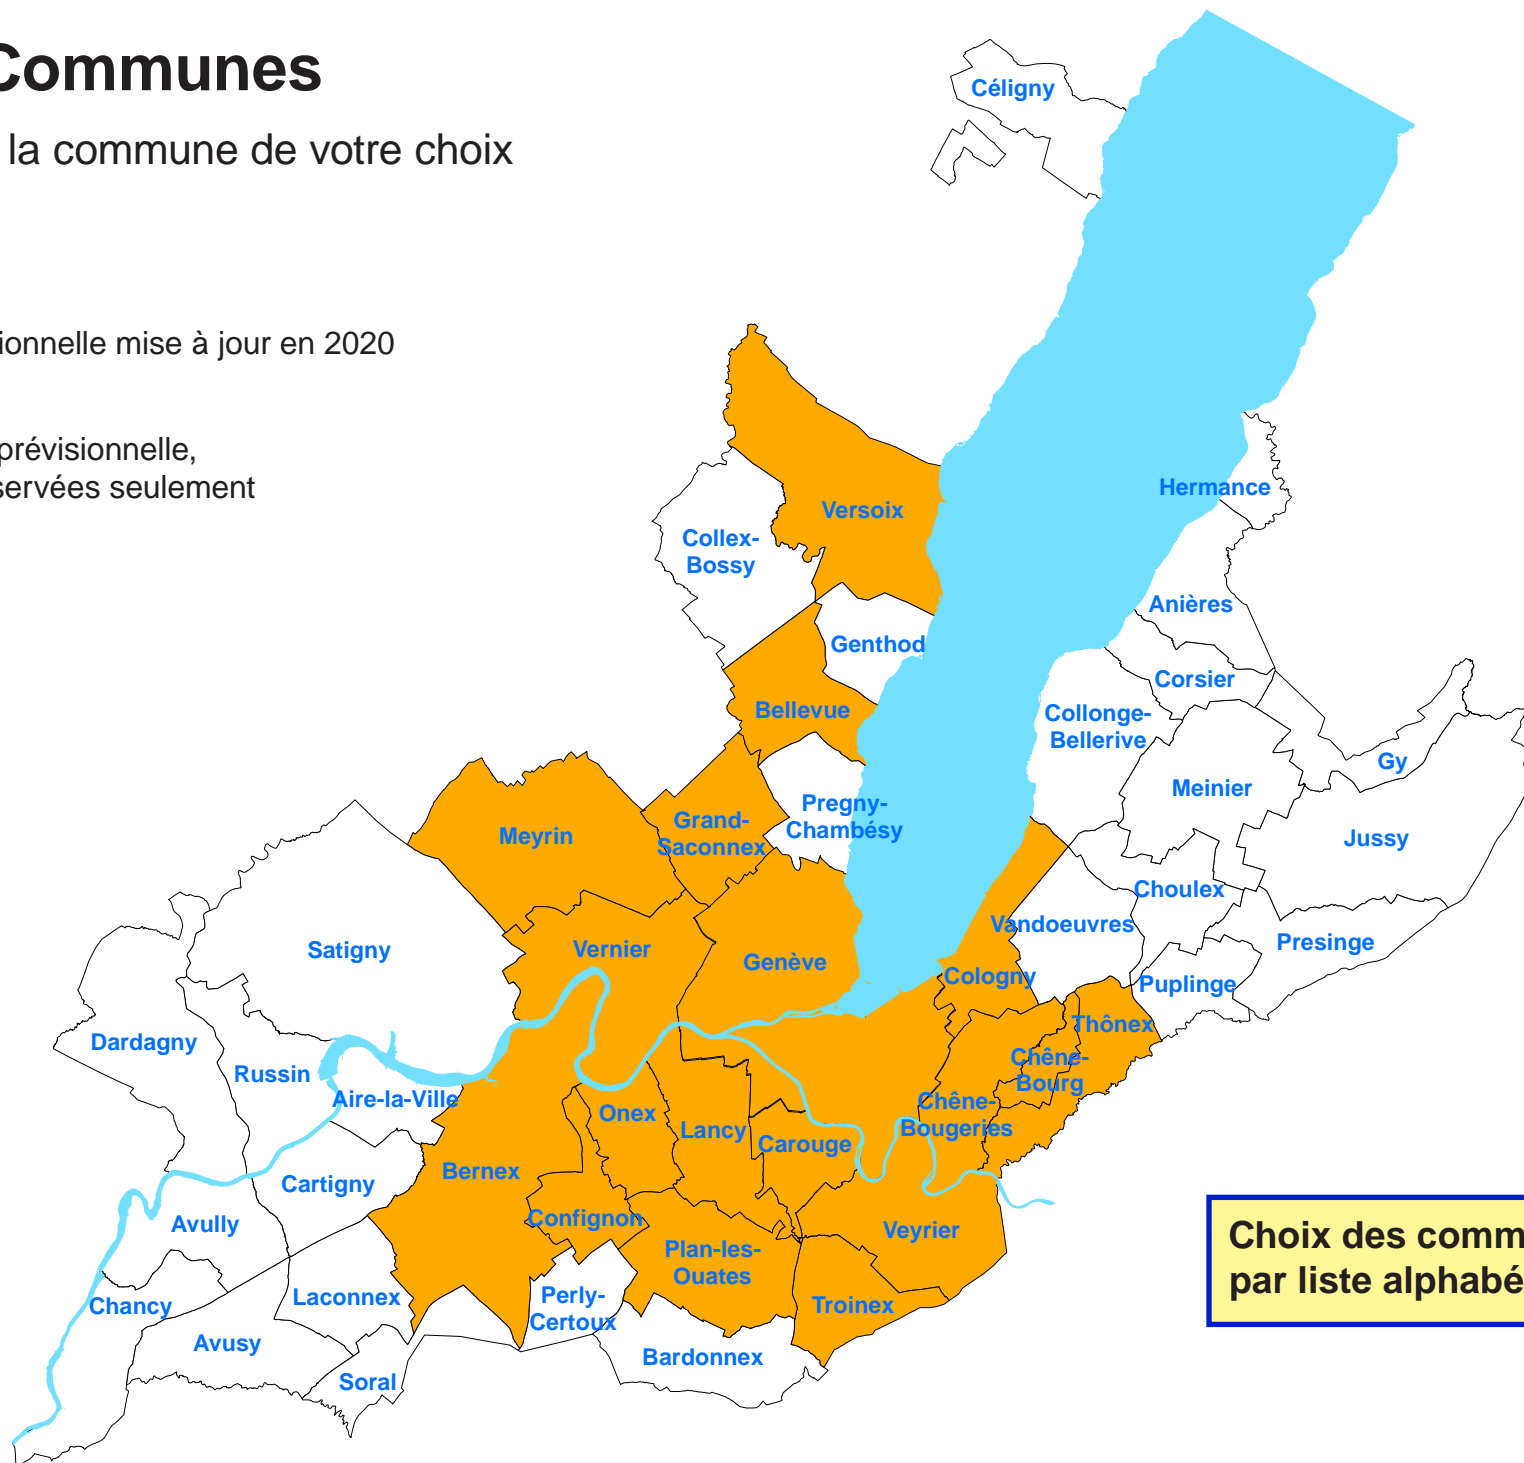 Communes
la commune de votre choix
ionnelle mise à jour en 2020
prévisionnelle,
servées seulement
Céligny
Versoix
Hermance
Collex-
Bossy
Anières
Genthod
Corsier
Bellevue
Collonge-
Bellerive
Gy
Meinier
Pregny-
Chambésy
Grand-
Saconnex
Meyrin
Jussy
Choulex
Vandoeuvres
Presinge
Satigny
Vernier
Genève
Cologny
Puplinge
Thônex
Dardagny
Russin
Chêne-
Bourg
Aire-la-Ville
Onex
Lancy
Carouge
Chêne-
Bougeries
Bernex
Cartigny
Avully
Confignon
Veyrier
Plan-les-
Ouates
Chancy
Laconnex
Perly-
Certoux
Troinex
Avusy
Bardonnex
Soral
Choix des comm
par liste alphabé